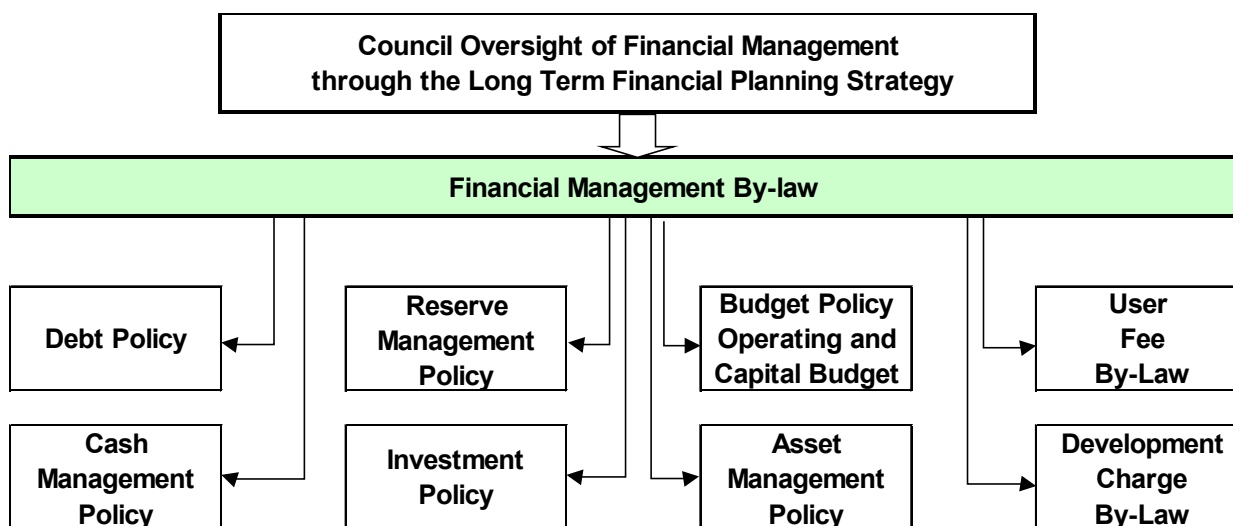 Council Oversight of Financial Management
through the Long Term Financial Planning Strategy
Financial Management By-law
Debt Policy
Reserve
Management
Policy
Budget Policy
Operating and
Capital Budget
User
Fee
By-Law
Cash
Management
Policy
Investment
Policy
Asset
Management
Policy
Development
Charge
By-Law